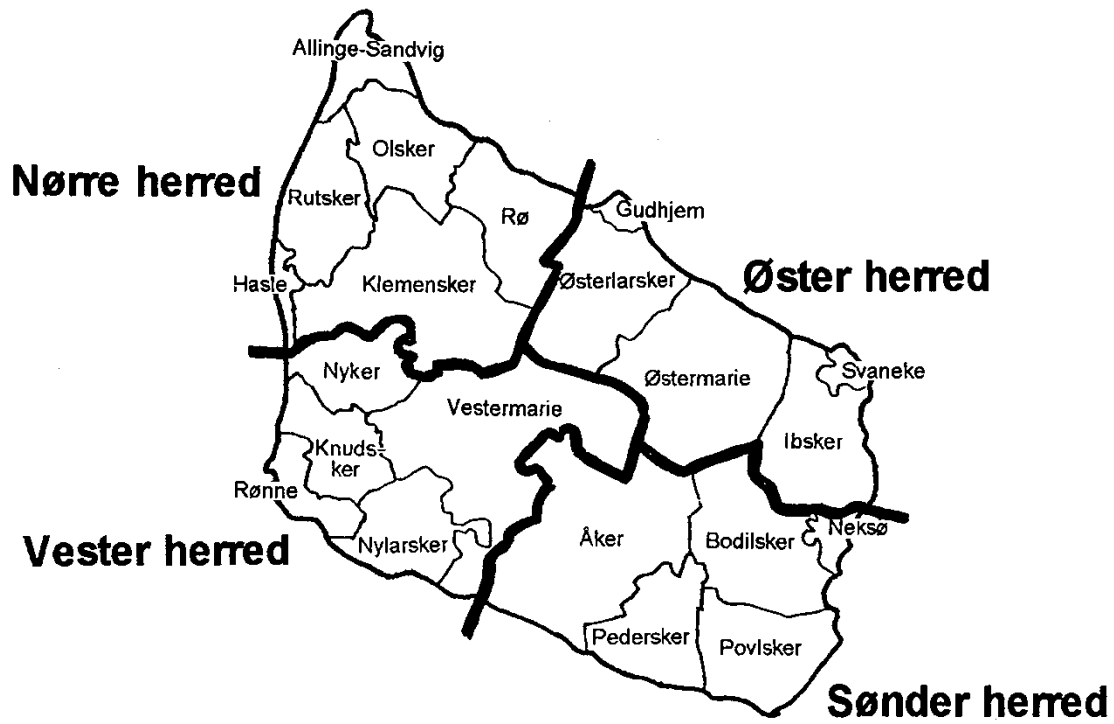 Allinge-Sandvig
Olsker
Nørre herred
Rutsker
Rø
Gudhjem
Hasle
Klemensker
Østerlarsker
Øster herred
Nyker
Østermarie
Svaneke
Vestermarie
Ibsker
Knuds-
ker
Rønne
Neksø
Vester herred
Nylarsker
Åker
Bodilsker
Pedersker
Povlsker
Sønder herred